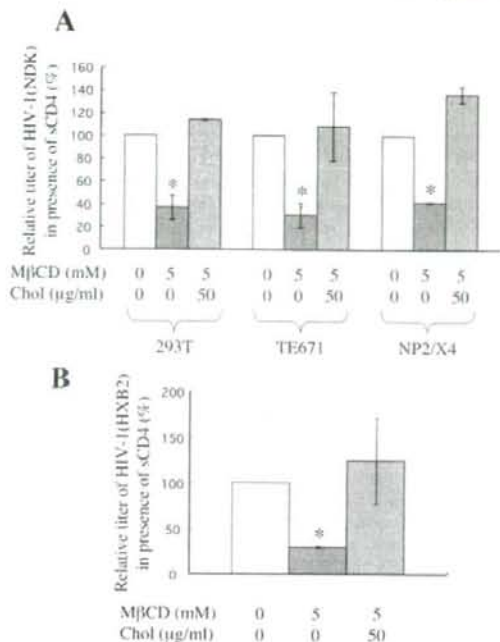 A
Relative titer of HIV-1(NDK)
in presence of sCD4 (%)
160
140
120
100
80
60
40
20
0
*
*
*
MβCD (mM) 0 5 5 0 5 5 0 5 5
Chol (µg/ml) 0 0 50 0 0 50 0 0 50
293T TE671 NP2/X4
B
Relative titer of HIV-1(HXB2)
in presence of sCD4 (%)
200
150
100
50
0
*
MβCD (mM) 0 5 5
Chol (µg/ml) 0 0 50